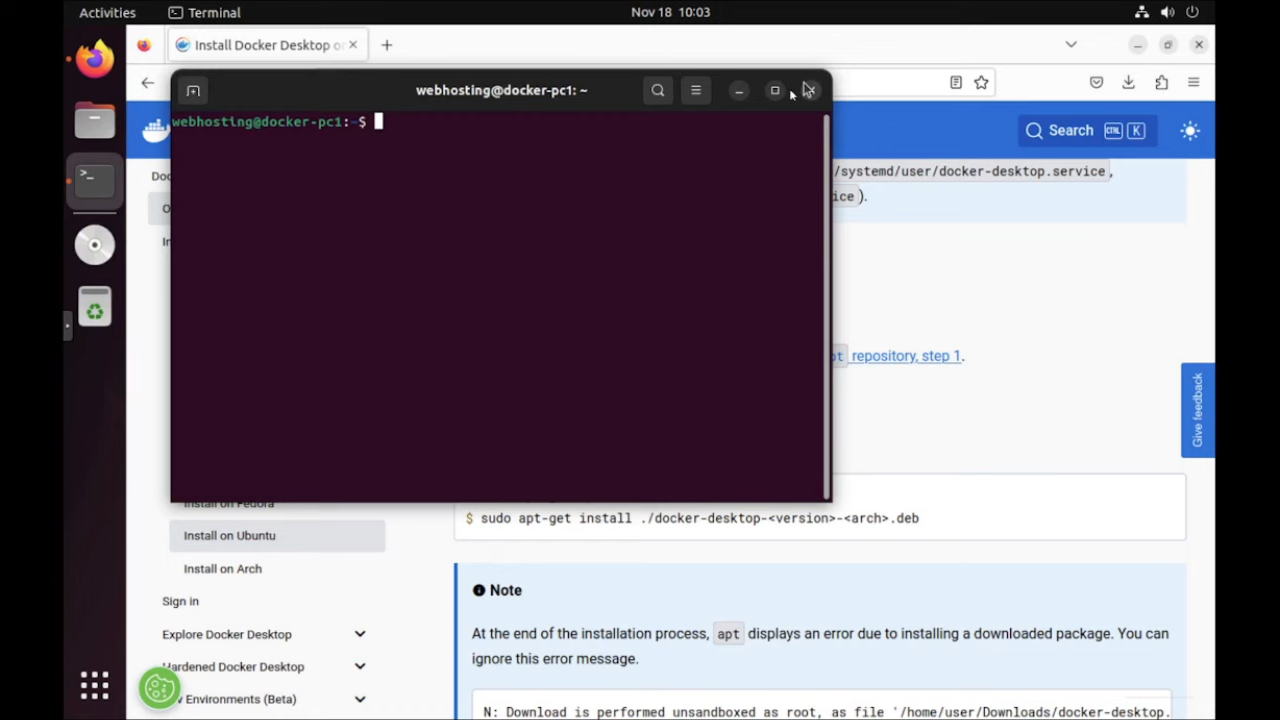 Activities
Terminal
Nov 18 10:03
Install Docker Desktop or
webhosting@docker-pc1: ~
Search CTRL K
webhosting@docker-pc1:~$
/systemd/user/docker-desktop.service,
ice ).
repository, step 1.
Give feedback
Install on Fedora
Install on Ubuntu
Install on Arch
Sign in
Explore Docker Desktop
Hardened Docker Desktop
Environments (Beta)
$ sudo apt-get install ./docker-desktop-<version>-<arch>.deb
Note
At the end of the installation process, apt displays an error due to installing a downloaded package. You can
ignore this error message.
N: Download is performed unsandboxed as root, as file '/home/user/Downloads/docker-desktop.